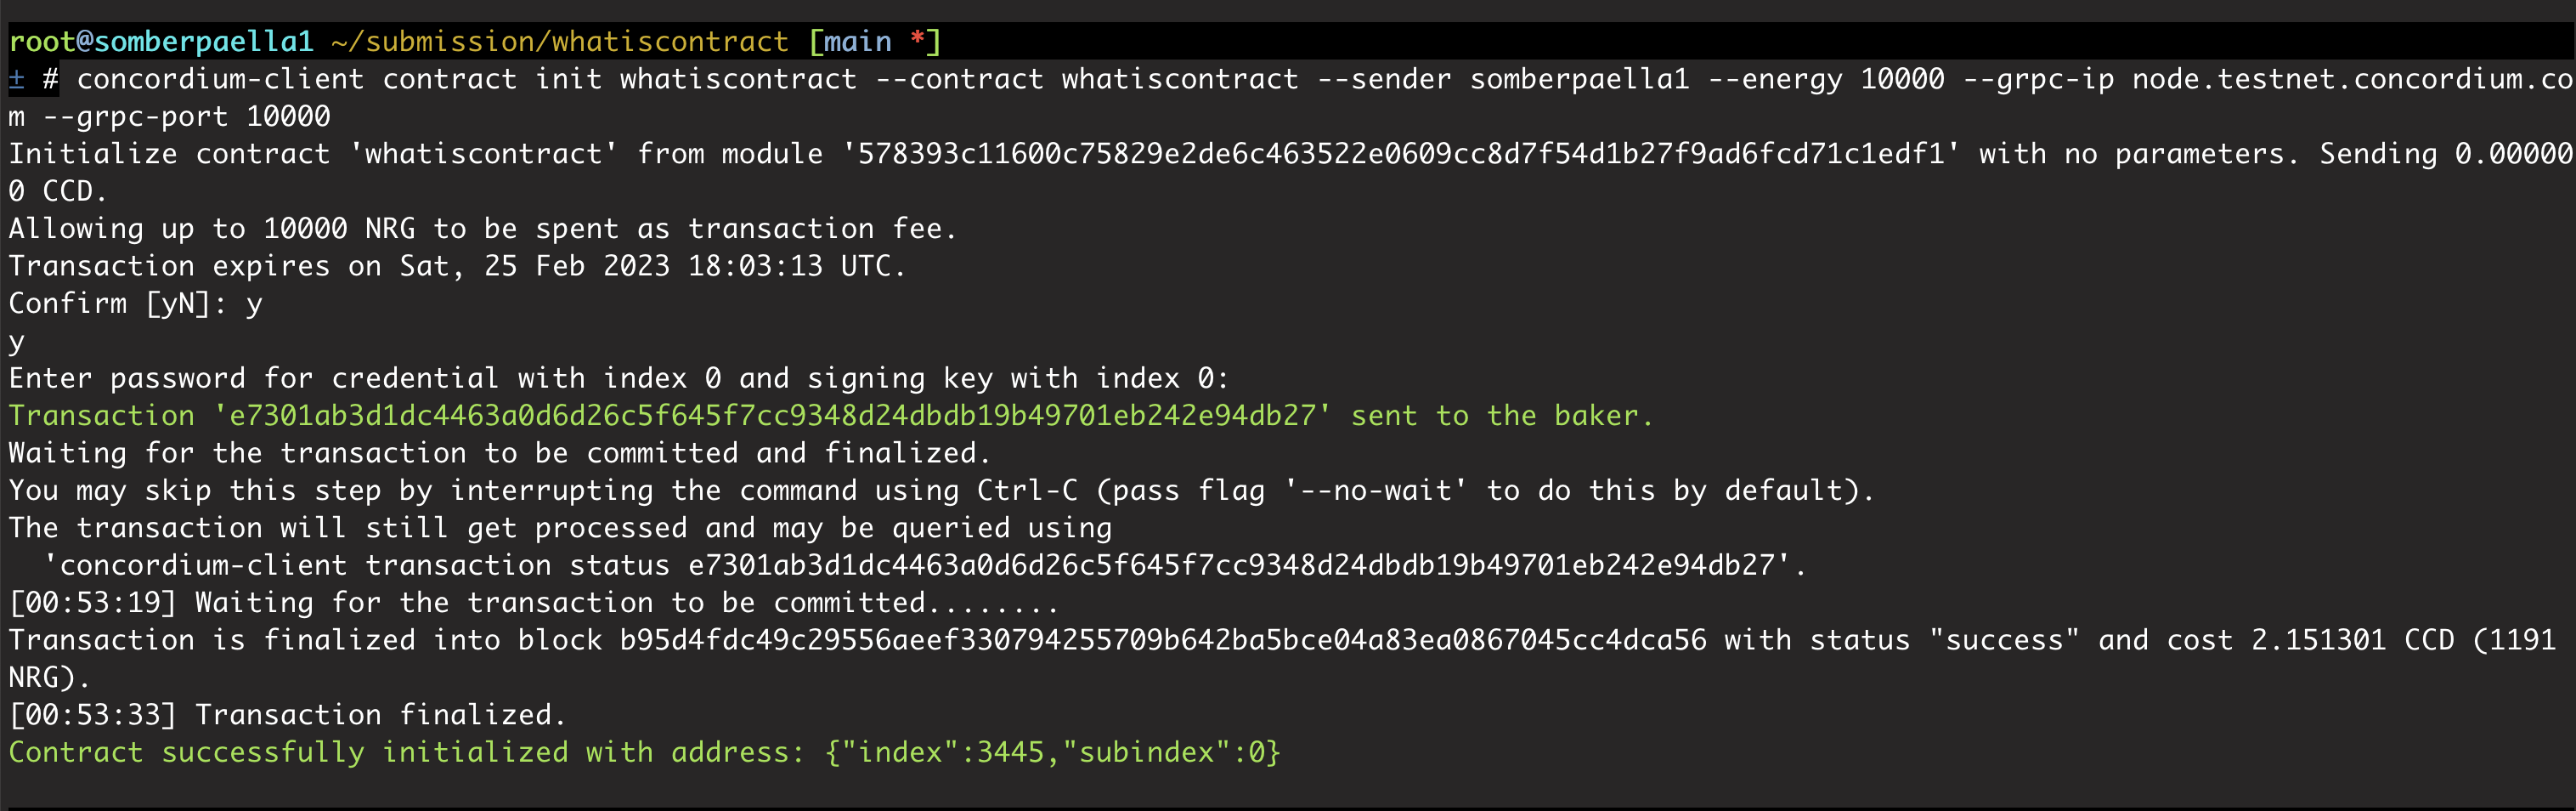 root@somberpaella1 ~/submission/whatiscontract [main *]
± # concordium-client contract init whatiscontract --contract whatiscontract --sender somberpaella1 --energy 10000 --grpc-ip node.testnet.concordium.co
m --grpc-port 10000
Initialize contract 'whatiscontract' from module '578393c11600c75829e2de6c463522e0609cc8d7f54d1b27f9ad6fcd71c1edf1' with no parameters. Sending 0.00000
0 CCD.
Allowing up to 10000 NRG to be spent as transaction fee.
Transaction expires on Sat, 25 Feb 2023 18:03:13 UTC.
Confirm [yN]: y
y
Enter password for credential with index 0 and signing key with index 0:
Transaction 'e7301ab3d1dc4463a0d6d26c5f645f7cc9348d24dbdb19b49701eb242e94db27' sent to the baker.
Waiting for the transaction to be committed and finalized.
You may skip this step by interrupting the command using Ctrl-C (pass flag '--no-wait' to do this by default).
The transaction will still get processed and may be queried using
  'concordium-client transaction status e7301ab3d1dc4463a0d6d26c5f645f7cc9348d24dbdb19b49701eb242e94db27'.
[00:53:19] Waiting for the transaction to be committed........
Transaction is finalized into block b95d4fdc49c29556aeef330794255709b642ba5bce04a83ea0867045cc4dca56 with status "success" and cost 2.151301 CCD (1191
NRG).
[00:53:33] Transaction finalized.
Contract successfully initialized with address: {"index":3445,"subindex":0}